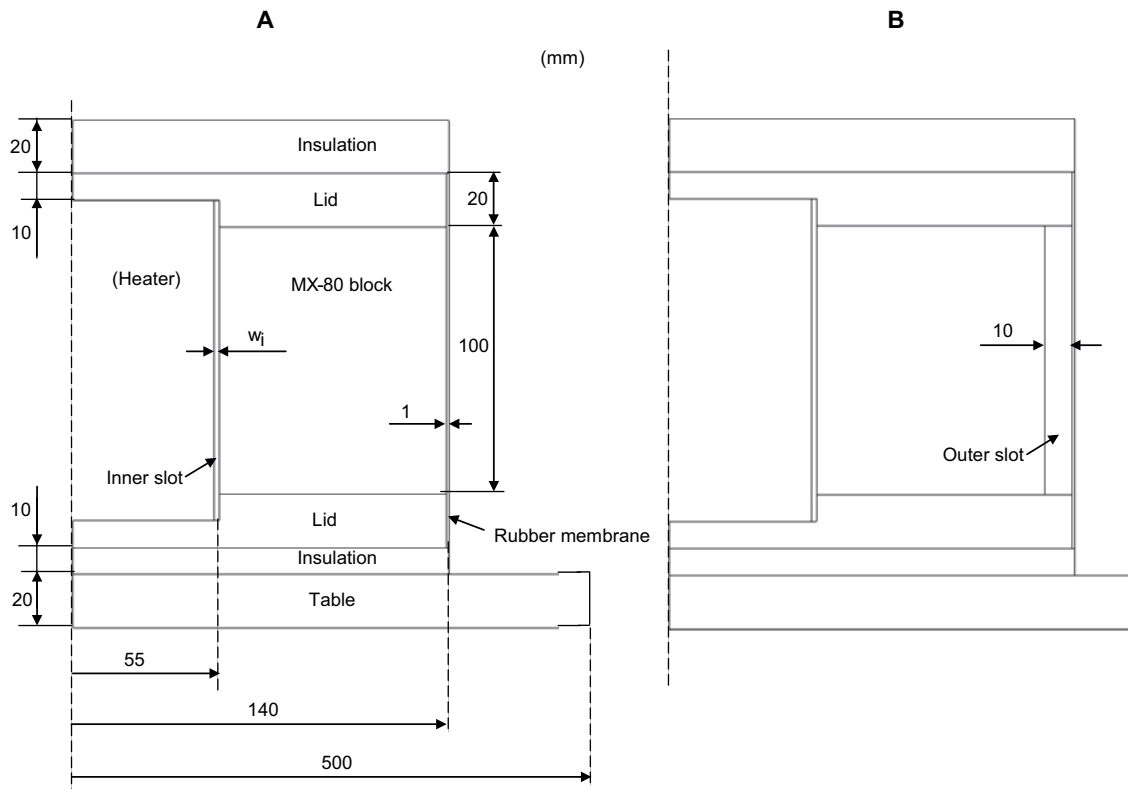 A
B
(mm)
20
Insulation
Lid
20
10
(Heater)
MX-80 block
wi
10
100
1
Inner slot
Outer slot
10
Lid
Rubber membrane
Insulation
20
Table
55
140
500